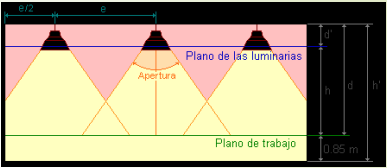 e/2
e
d'
Plano de las luminarias
Apertura
h
d
h'
Plano de trabajo
0.85 m